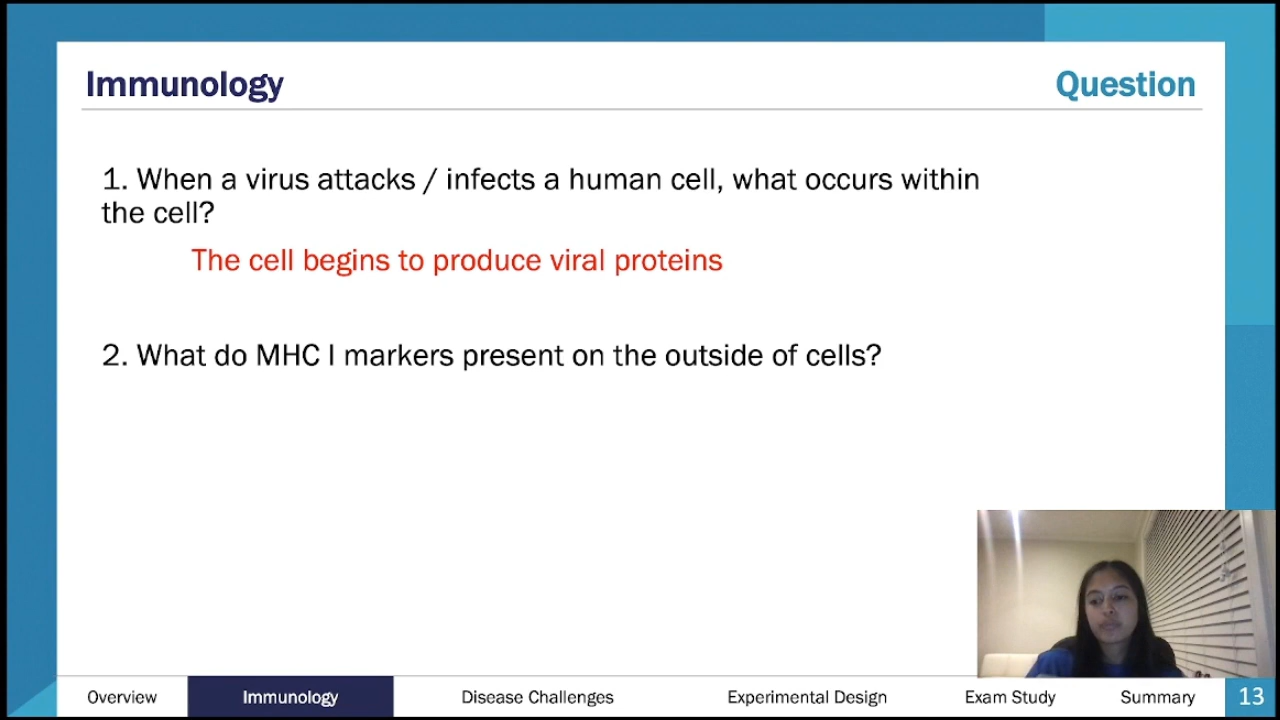 Immunology
Question
1. When a virus attacks / infects a human cell, what occurs within
the cell?
The cell begins to produce viral proteins
2. What do MHC I markers present on the outside of cells?
Overview
Immunology
Disease Challenges
Experimental Design
Exam Study
Summary
13